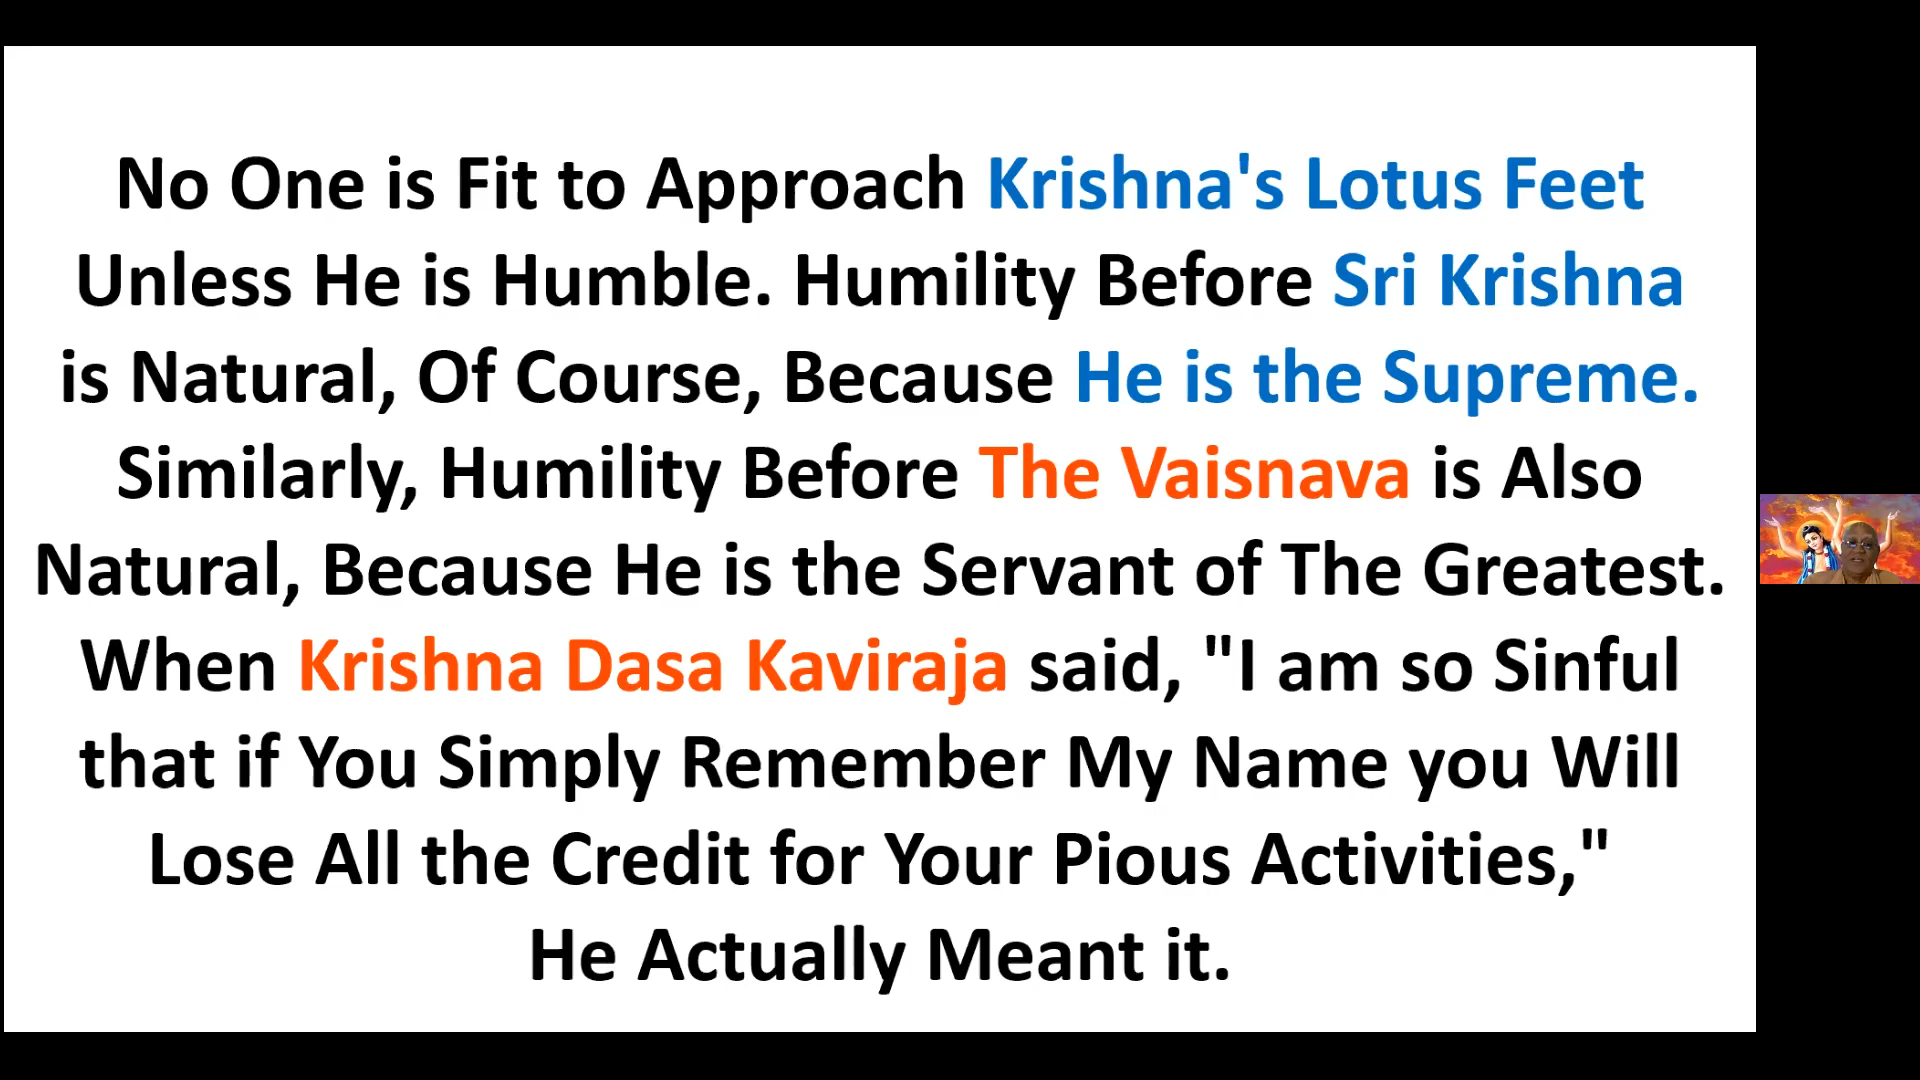 No One is Fit to Approach Krishna's Lotus Feet
Unless He is Humble. Humility Before Sri Krishna
is Natural, Of Course, Because He is the Supreme.
Similarly, Humility Before The Vaisnava is Also
Natural, Because He is the Servant of The Greatest.
When Krishna Dasa Kaviraja said, "I am so Sinful
that if You Simply Remember My Name you Will
Lose All the Credit for Your Pious Activities,"
He Actually Meant it.